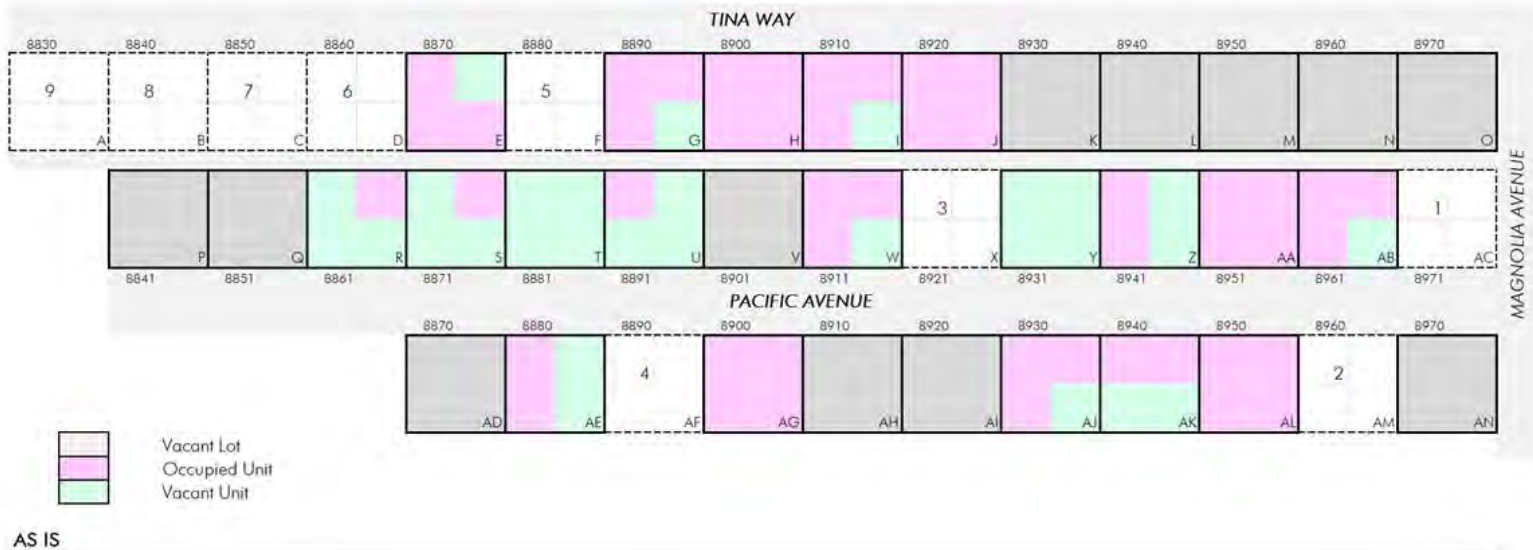 TINA WAY
8830 8840 8850 8860 8870 8880 8890 8900 8910 8920 8930 8940 8950 8960 8970
9 8 7 6 5
A B C D E F G H I J K L M N O
MAGNOLIA AVENUE
3 1
P Q R S T U V W X Y Z AA AB AC
8841 8851 8861 8871 8881 8891 8901 8911 8921 8931 8941 8951 8961 8971
PACIFIC AVENUE
8870 8880 8890 8900 8910 8920 8930 8940 8950 8960 8970
4 2
AD AE AF AG AH AI AJ AK AL AM AN
Vacant Lot
Occupied Unit
Vacant Unit
AS IS